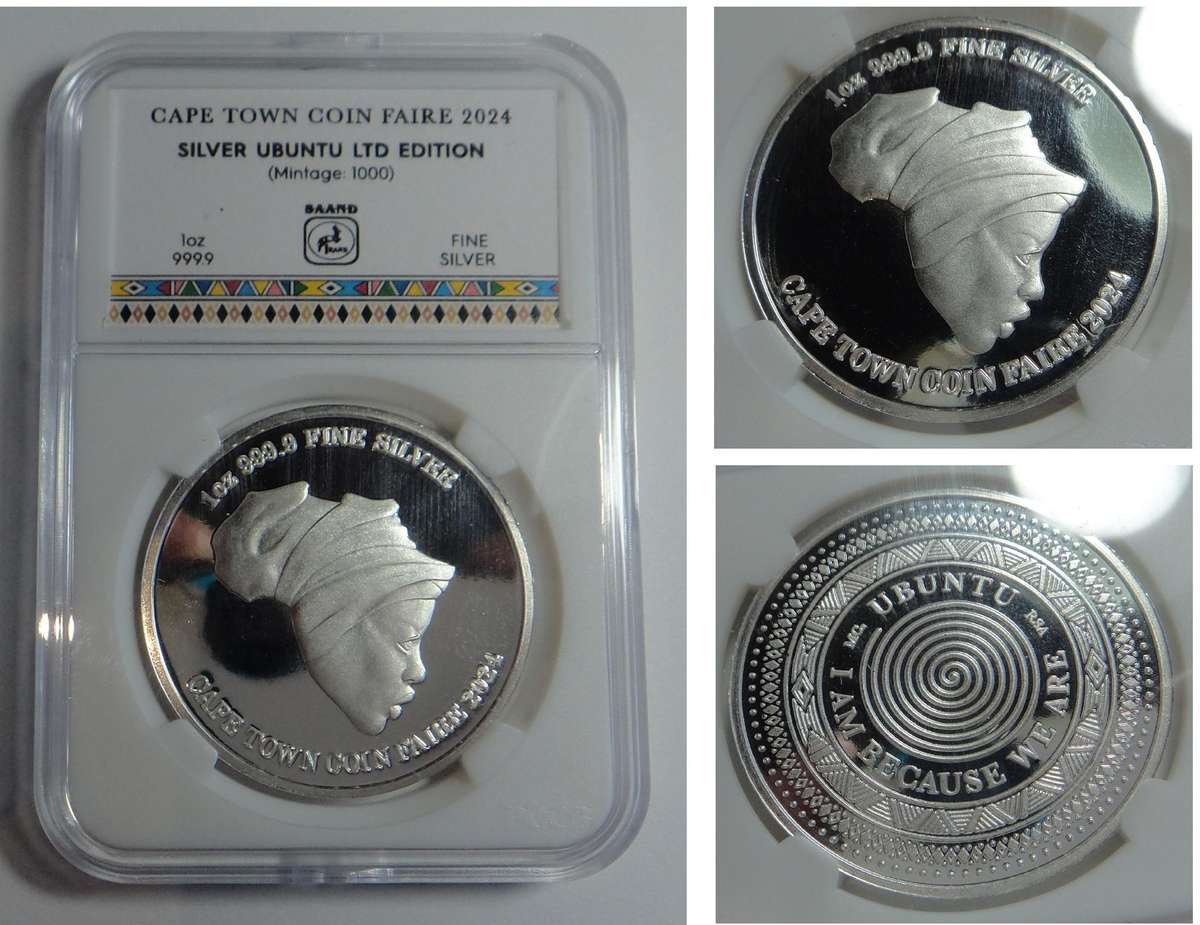 CAPE TOWN COIN FAIRE 2024
SILVER UBUNTU LTD EDITION
(Mintage: 1000)
SAAND
1oz
999.9
FINE
SILVER
1oz 999.9 FINE SILVER
CAPE TOWN COIN FAIRE 2024
1oz 999.9 FINE SILVER
CAPE TOWN COIN FAIRE 2024
UBUNTU
MC.
RSA
I AM BECAUSE WE ARE